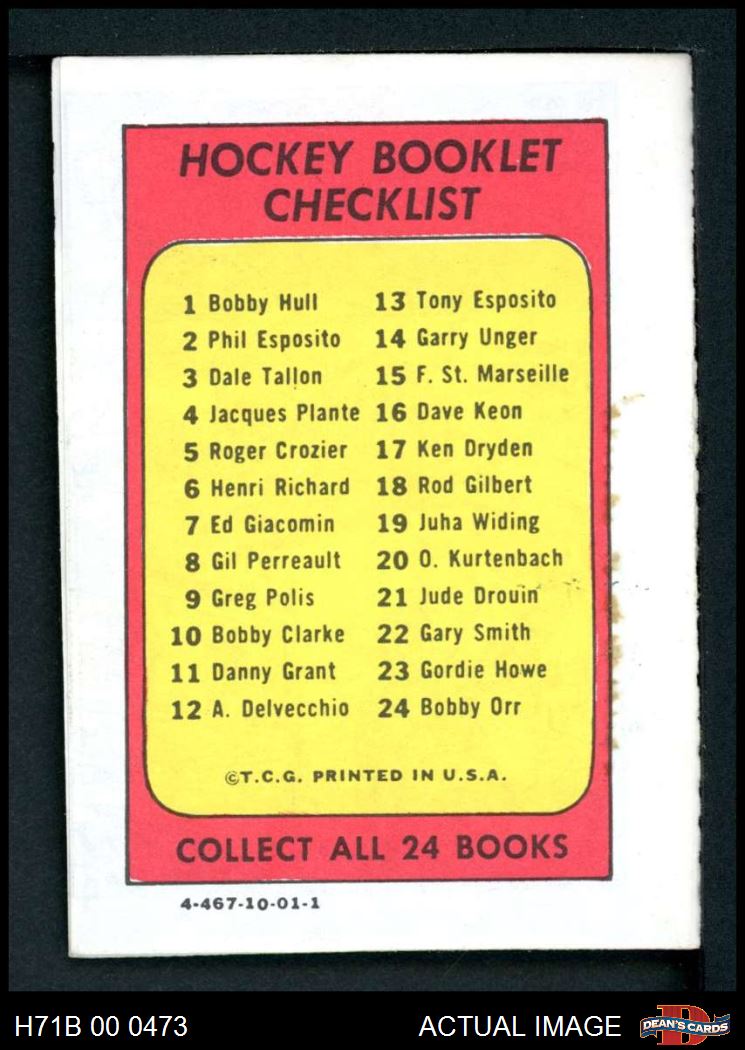 HOCKEY BOOKLET
CHECKLIST
1 Bobby Hull
2 Phil Esposito
3 Dale Tallon
4 Jacques Plante
5 Roger Crozier
6 Henri Richard
7 Ed Giacomin
8 Gil Perreault
9 Greg Polis
10 Bobby Clarke
11 Danny Grant
12 A. Delvecchio
13 Tony Esposito
14 Garry Unger
15 F. St. Marseille
16 Dave Keon
17 Ken Dryden
18 Rod Gilbert
19 Juha Widing
20 O. Kurtenbach
21 Jude Drouin
22 Gary Smith
23 Gordie Howe
24 Bobby Orr
©T.C.G. PRINTED IN U.S.A.
COLLECT ALL 24 BOOKS
4-467-10-01-1
H71B 00 0473
ACTUAL IMAGE
DEAN'S CARDS